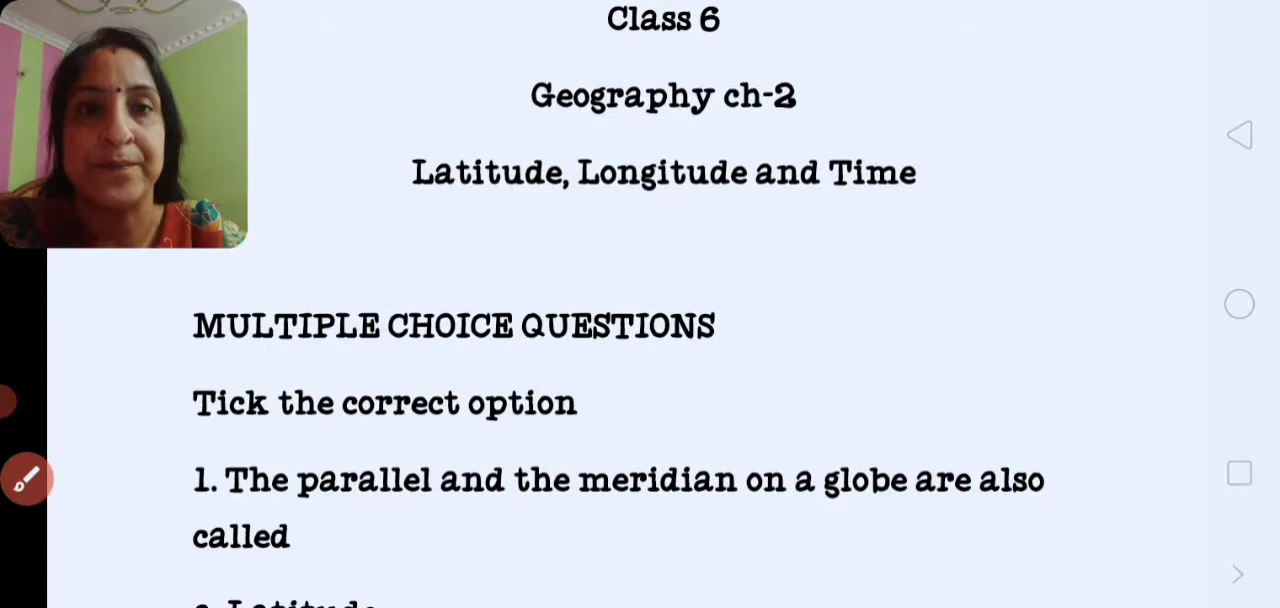 Class 6
Geography ch-2
Latitude, Longitude and Time
MULTIPLE CHOICE QUESTIONS
Tick the correct option
1. The parallel and the meridian on a globe are also
called
a. Latitude